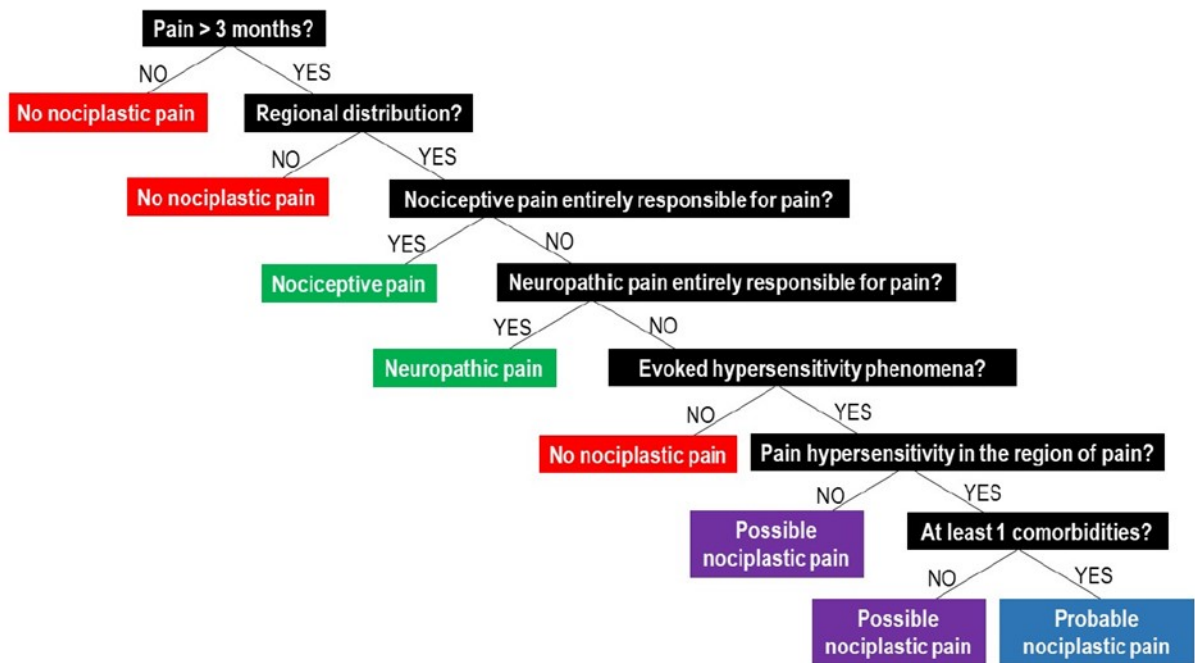 Pain > 3 months?
NO
YES
No nociplastic pain
Regional distribution?
NO
YES
No nociplastic pain
Nociceptive pain entirely responsible for pain?
YES
NO
Nociceptive pain
Neuropathic pain entirely responsible for pain?
YES
NO
Neuropathic pain
Evoked hypersensitivity phenomena?
NO
YES
No nociplastic pain
Pain hypersensitivity in the region of pain?
NO
YES
Possible
nociplastic pain
At least 1 comorbidities?
NO
YES
Possible
nociplastic pain
Probable
nociplastic pain